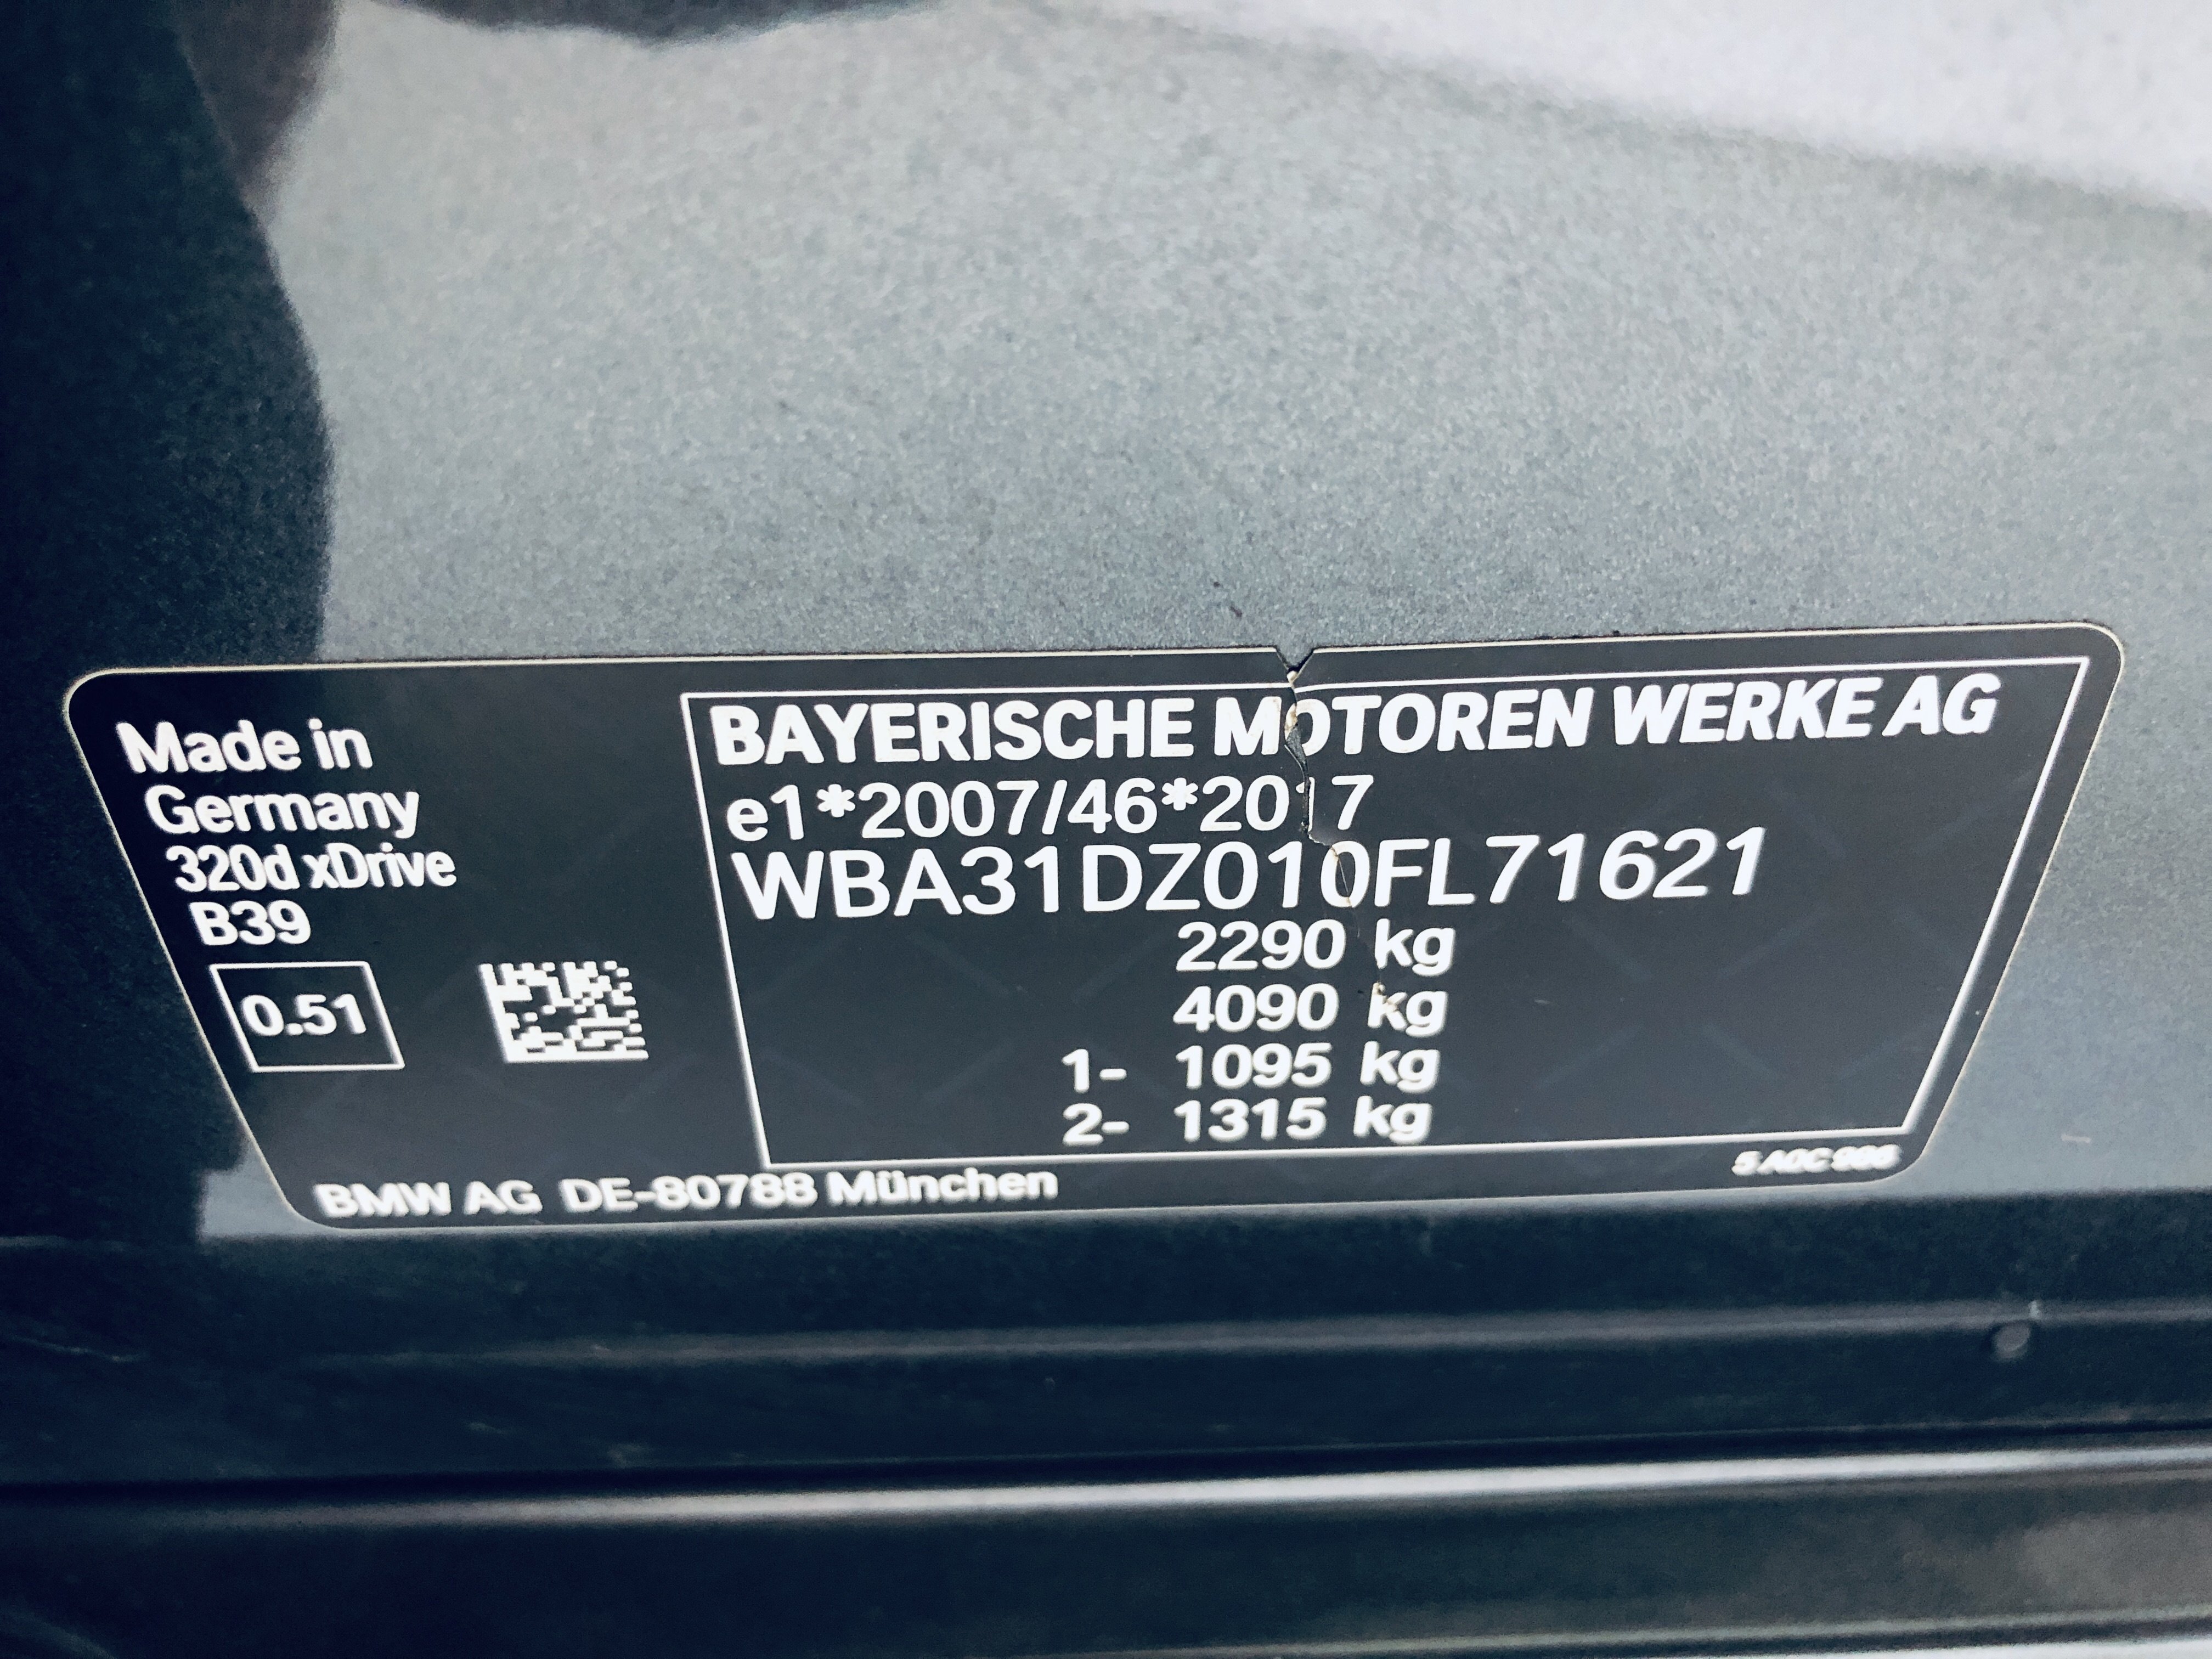 Made in
Germany
320d xDrive
B39
0.51
BAYERISCHE MOTOREN WERKE AG
e1*2007/46*2017
WBA31DZ010FL71621
2290 kg
4090 kg
1- 1095 kg
2- 1315 kg
BMW AG DE-80788 München